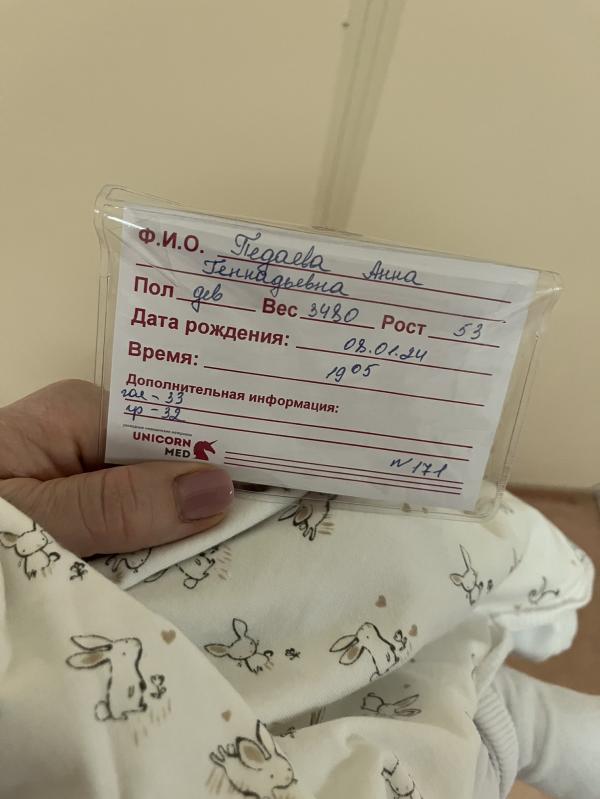 Ф.И.О. Педаева Анна
Геннадьевна
Пол дев Вес 3480 Рост 53
Дата рождения: 08.01.24
Время: 19 05
Дополнительная информация:
гол - 33
гр - 32
UNICORN
MED
N 171